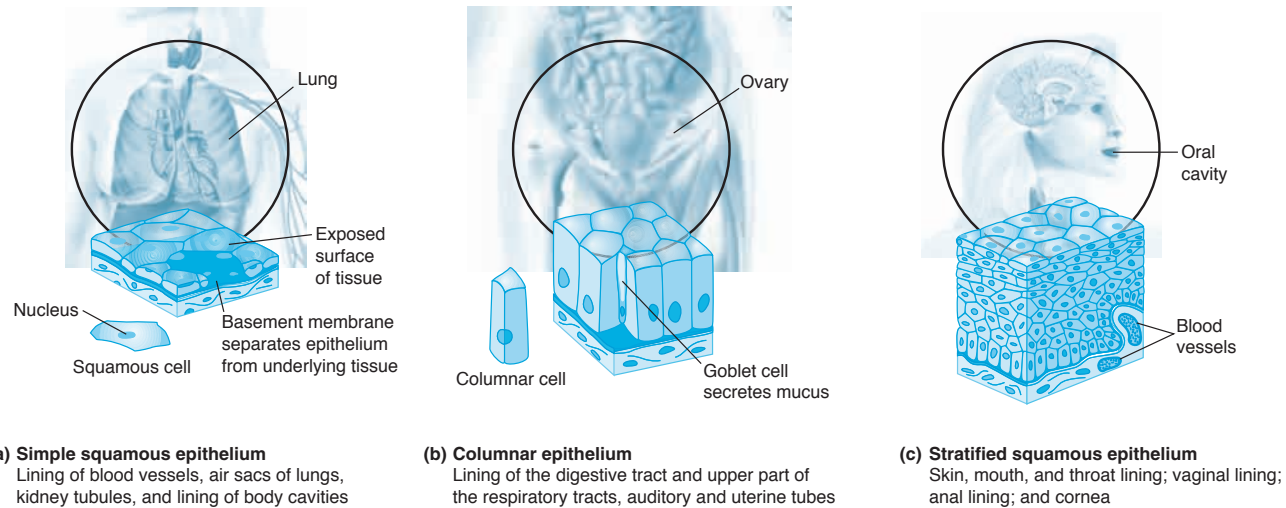 Lung
Exposed
surface
of tissue
Nucleus
Squamous cell
Basement membrane
separates epithelium
from underlying tissue
a) Simple squamous epithelium
Lining of blood vessels, air sacs of lungs,
kidney tubules, and lining of body cavities
Ovary
Columnar cell
Goblet cell
secretes mucus
(b) Columnar epithelium
Lining of the digestive tract and upper part of
the respiratory tracts, auditory and uterine tubes
Oral
cavity
Blood
vessels
(c) Stratified squamous epithelium
Skin, mouth, and throat lining; vaginal lining;
anal lining; and cornea